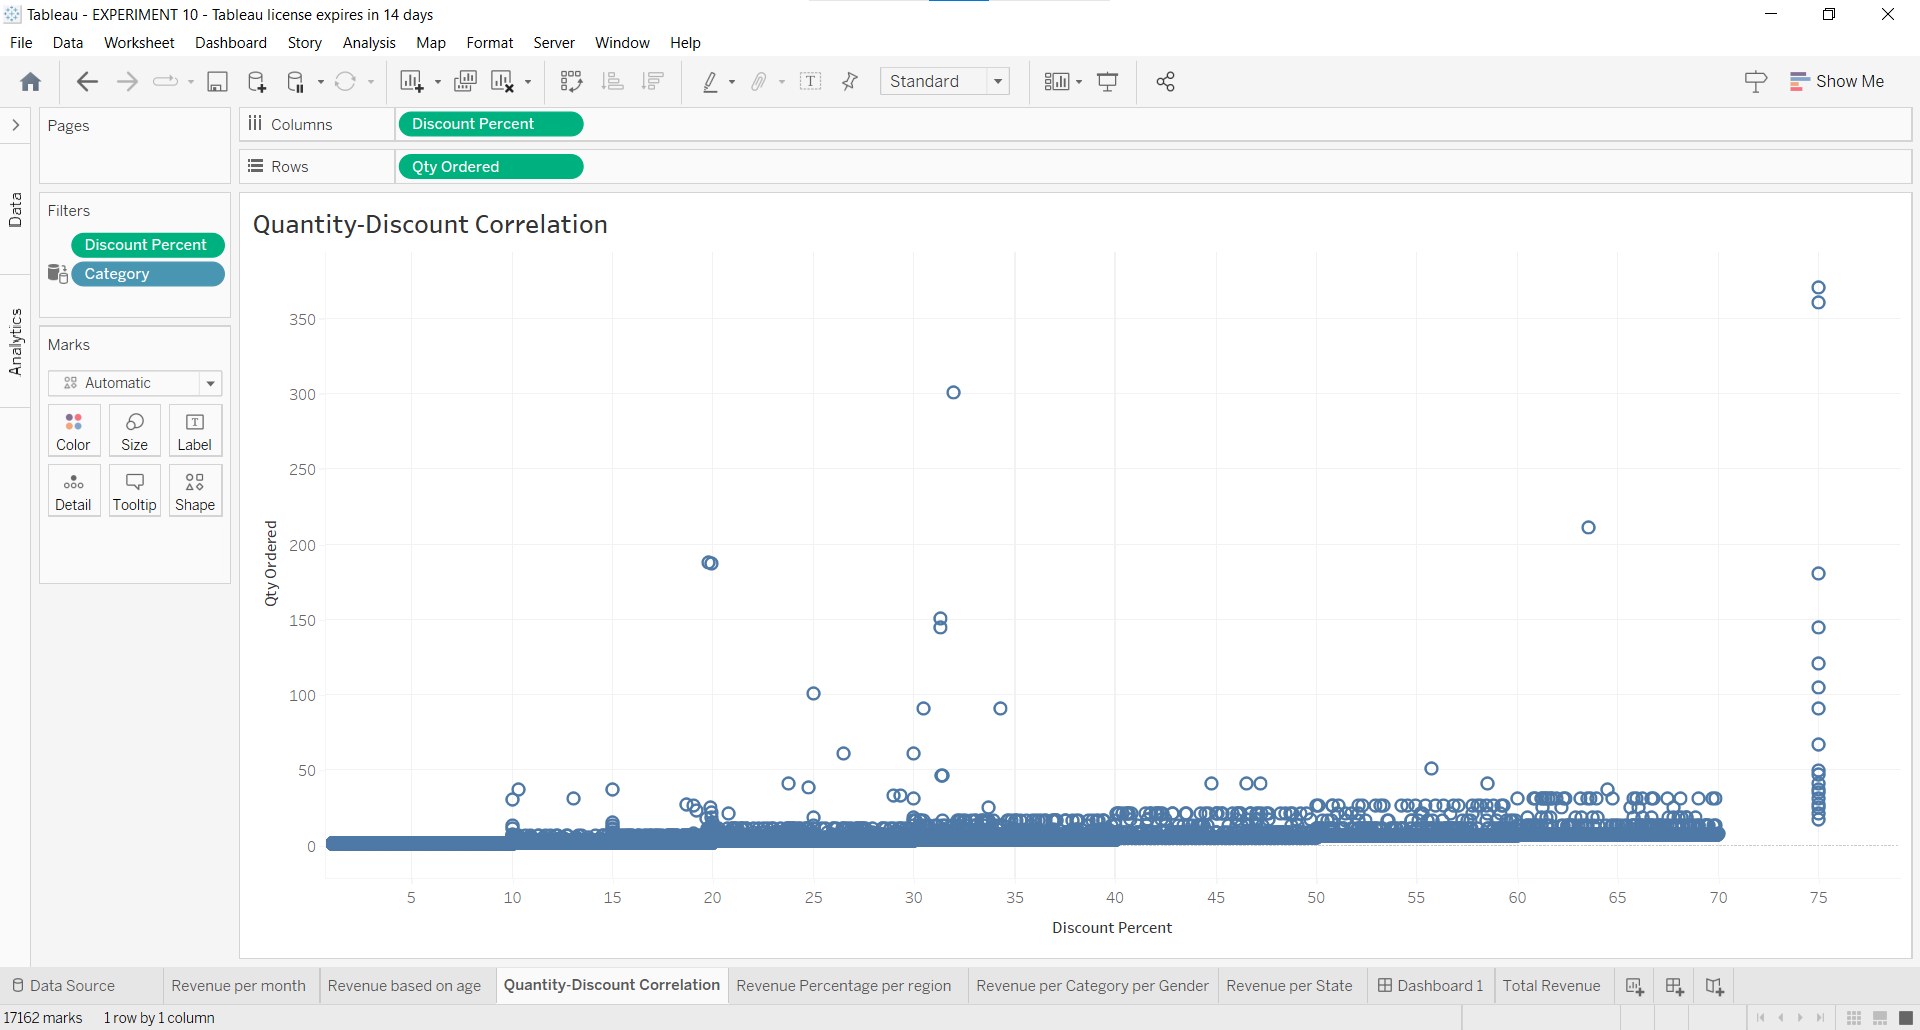 Tableau - EXPERIMENT 10 - Tableau license expires in 14 days
File Data Worksheet Dashboard Story Analysis Map Format Server Window Help
Standard
Show Me
Pages
Columns
Discount Percent
Rows
Qty Ordered
Data
Analytics
Filters
Discount Percent
Category
Marks
Automatic
Color Size Label
T
Detail Tooltip Shape
Quantity-Discount Correlation
350
300
250
200
150
100
50
0
Qty Ordered
5 10 15 20 25 30 35 40 45 50 55 60 65 70 75
Discount Percent
Data Source Revenue per month Revenue based on age Quantity-Discount Correlation Revenue Percentage per region Revenue per Category per Gender Revenue per State Dashboard 1 Total Revenue
17162 marks 1 row by 1 column